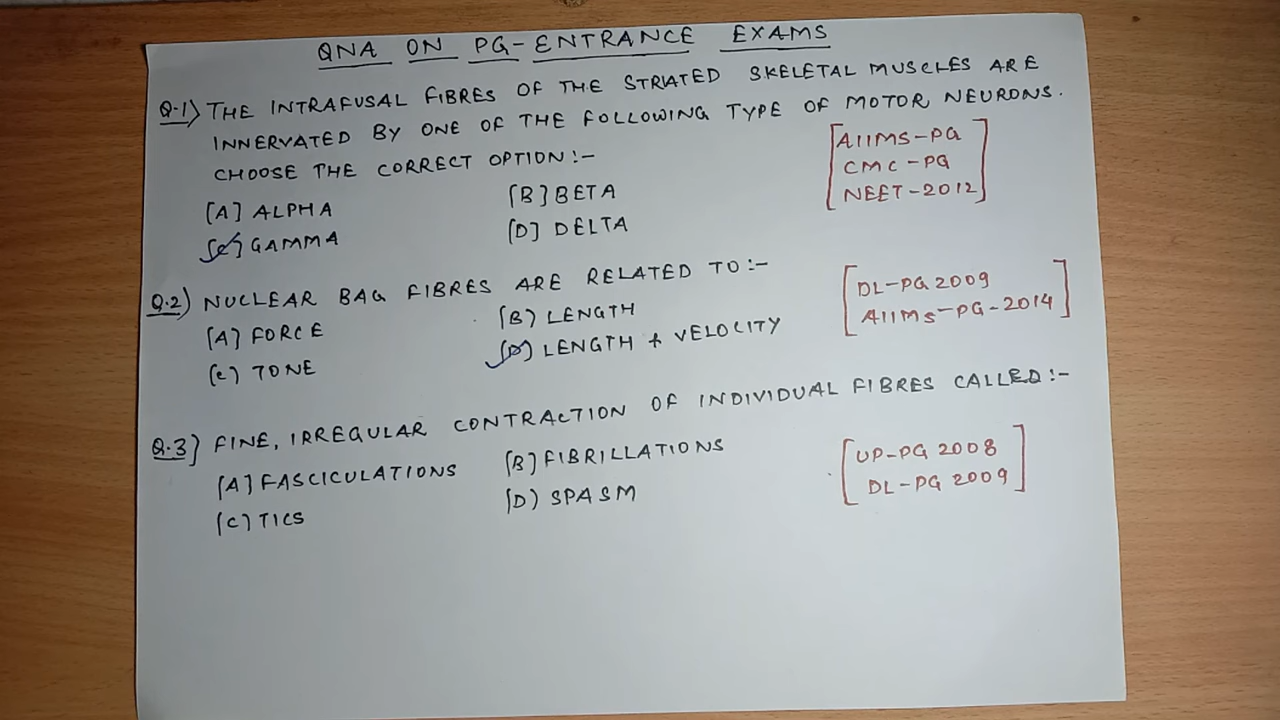 QNA ON PG-ENTRANCE EXAMS
Q.1) THE INTRAFUSAL FIBRES OF THE STRIATED SKELETAL MUSCLES ARE
INNERVATED BY ONE OF THE FOLLOWING TYPE OF MOTOR NEURONS.
CHOOSE THE CORRECT OPTION:-
[AIIMS-PG
CMC-PG
NEET-2012]
[A] ALPHA [B] BETA
[C] GAMMA [D] DELTA
Q.2) NUCLEAR BAG FIBRES ARE RELATED TO:-
[DL-PG 2009
AIIMS-PG-2014]
[A] FORCE [B) LENGTH
[C) TONE [D) LENGTH + VELOCITY
Q.3] FINE, IRREGULAR CONTRACTION OF INDIVIDUAL FIBRES CALLED:-
[UP-PG 2008
DL-PG 2009]
[A] FASCICULATIONS [B] FIBRILLATIONS
[C] TICS [D) SPASM